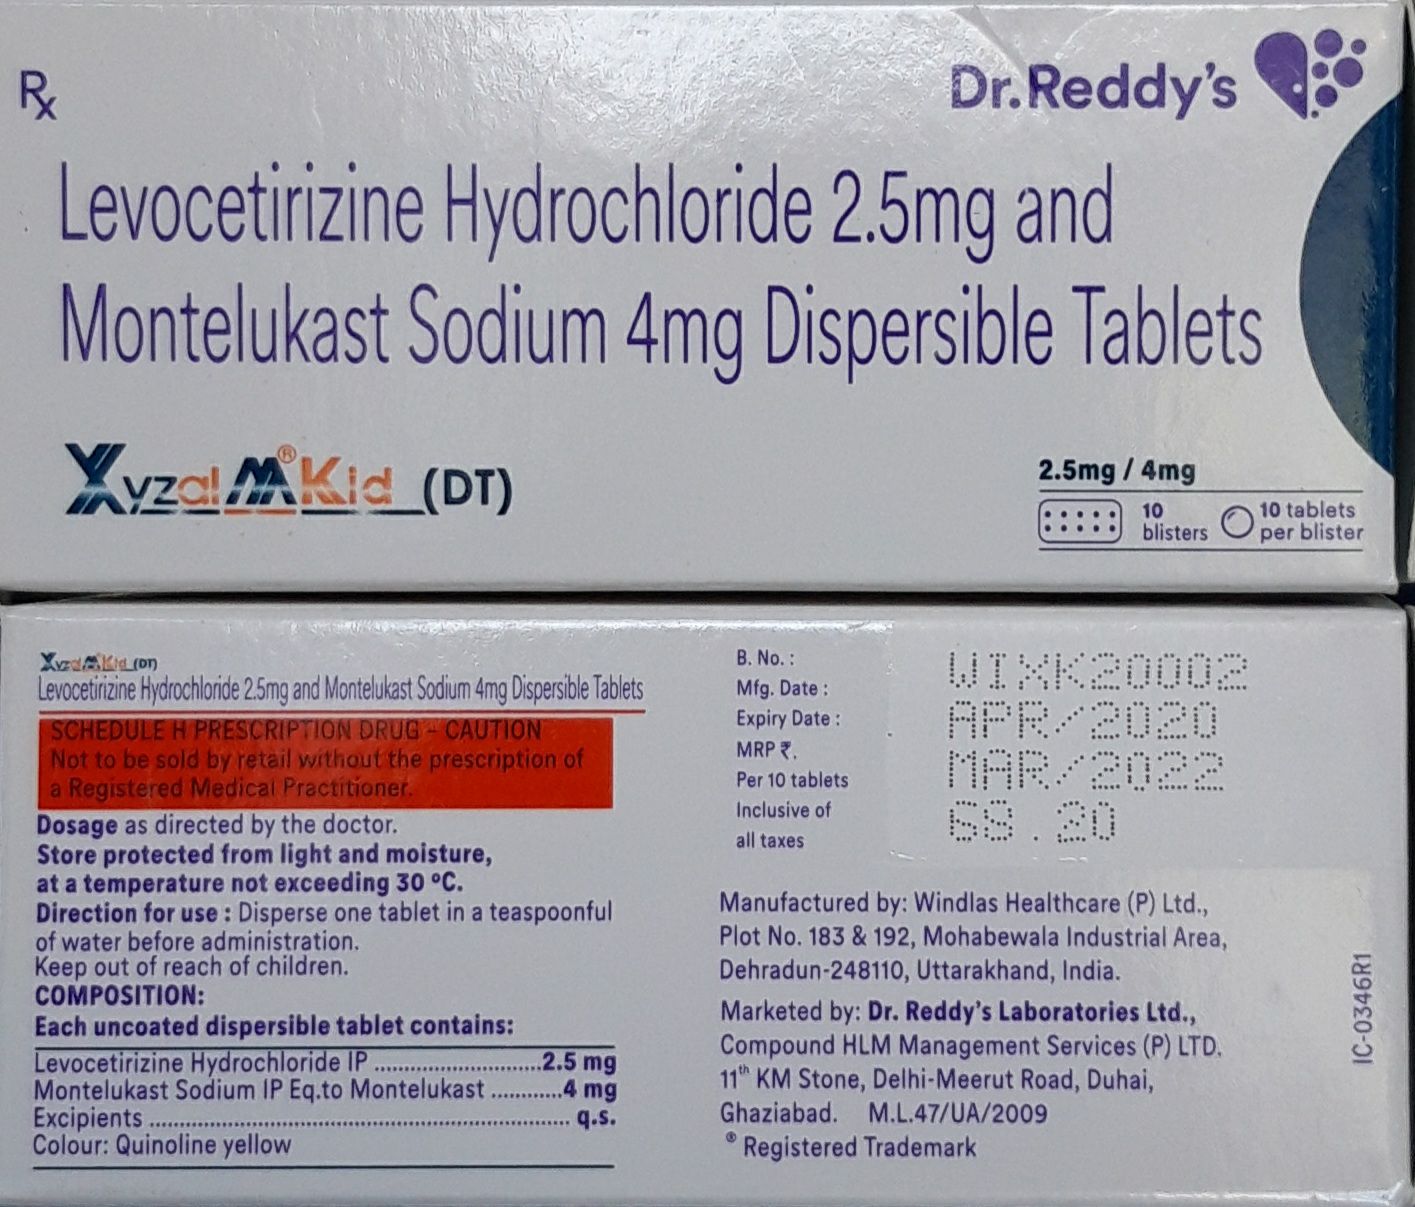 Rx
Dr.Reddy's
Levocetirizine Hydrochloride 2.5mg and
Montelukast Sodium 4mg Dispersible Tablets
Xyzal M®Kid (DT)
2.5mg / 4mg
10 blisters
10 tablets per blister
Xyzal M Kid (DT)
Levocetirizine Hydrochloride 2.5mg and Montelukast Sodium 4mg Dispersible Tablets
SCHEDULE H PRESCRIPTION DRUG - CAUTION
Not to be sold by retail without the prescription of
a Registered Medical Practitioner.
Dosage as directed by the doctor.
Store protected from light and moisture,
at a temperature not exceeding 30 °C.
Direction for use : Disperse one tablet in a teaspoonful
of water before administration.
Keep out of reach of children.
COMPOSITION:
Each uncoated dispersible tablet contains:
Levocetirizine Hydrochloride IP ............................2.5 mg
Montelukast Sodium IP Eq.to Montelukast ............4 mg
Excipients ...................................................................... q.s.
Colour: Quinoline yellow
B. No. : WIXK20002
Mfg. Date : APR/2020
Expiry Date : MAR/2022
MRP ₹. 69.20
Per 10 tablets
Inclusive of
all taxes
Manufactured by: Windlas Healthcare (P) Ltd.,
Plot No. 183 & 192, Mohabewala Industrial Area,
Dehradun-248110, Uttarakhand, India.
Marketed by: Dr. Reddy's Laboratories Ltd.,
Compound HLM Management Services (P) LTD.
11th KM Stone, Delhi-Meerut Road, Duhai,
Ghaziabad. M.L.47/UA/2009
® Registered Trademark
IC-0346R1